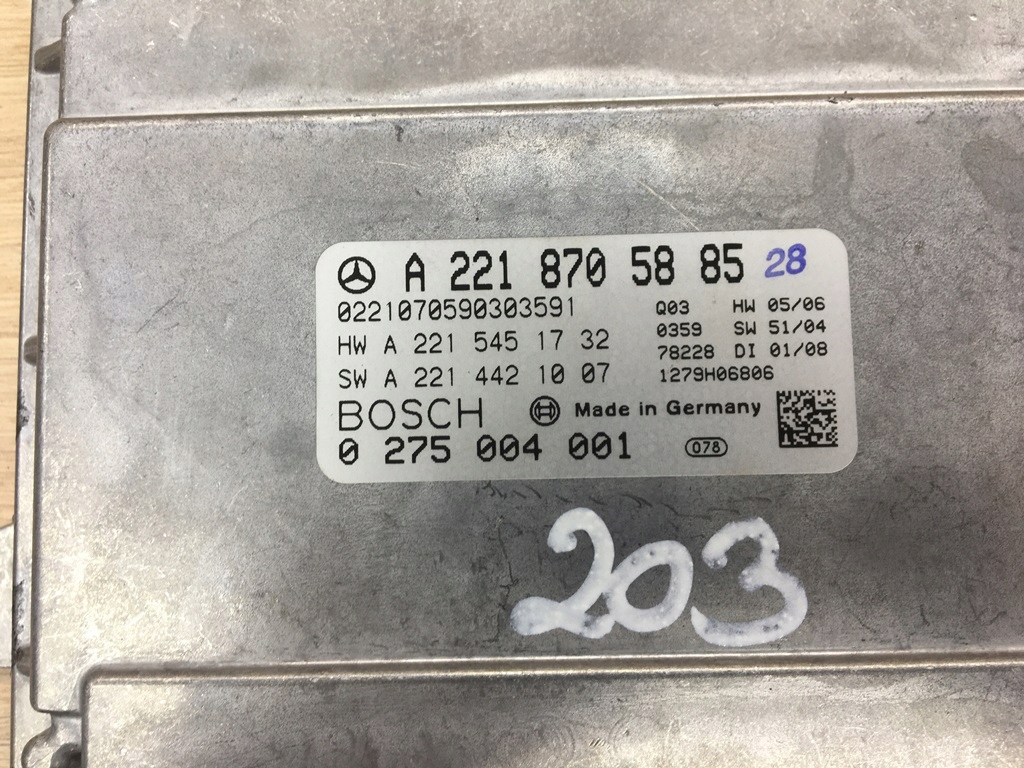 A 221 870 58 85 28
0221070590303591
HW A 221 545 17 32
SW A 221 442 10 07
Q03 HW 05/06
0359 SW 51/04
78228 DI 01/08
1279H06806
BOSCH Made in Germany
0 275 004 001 078
203